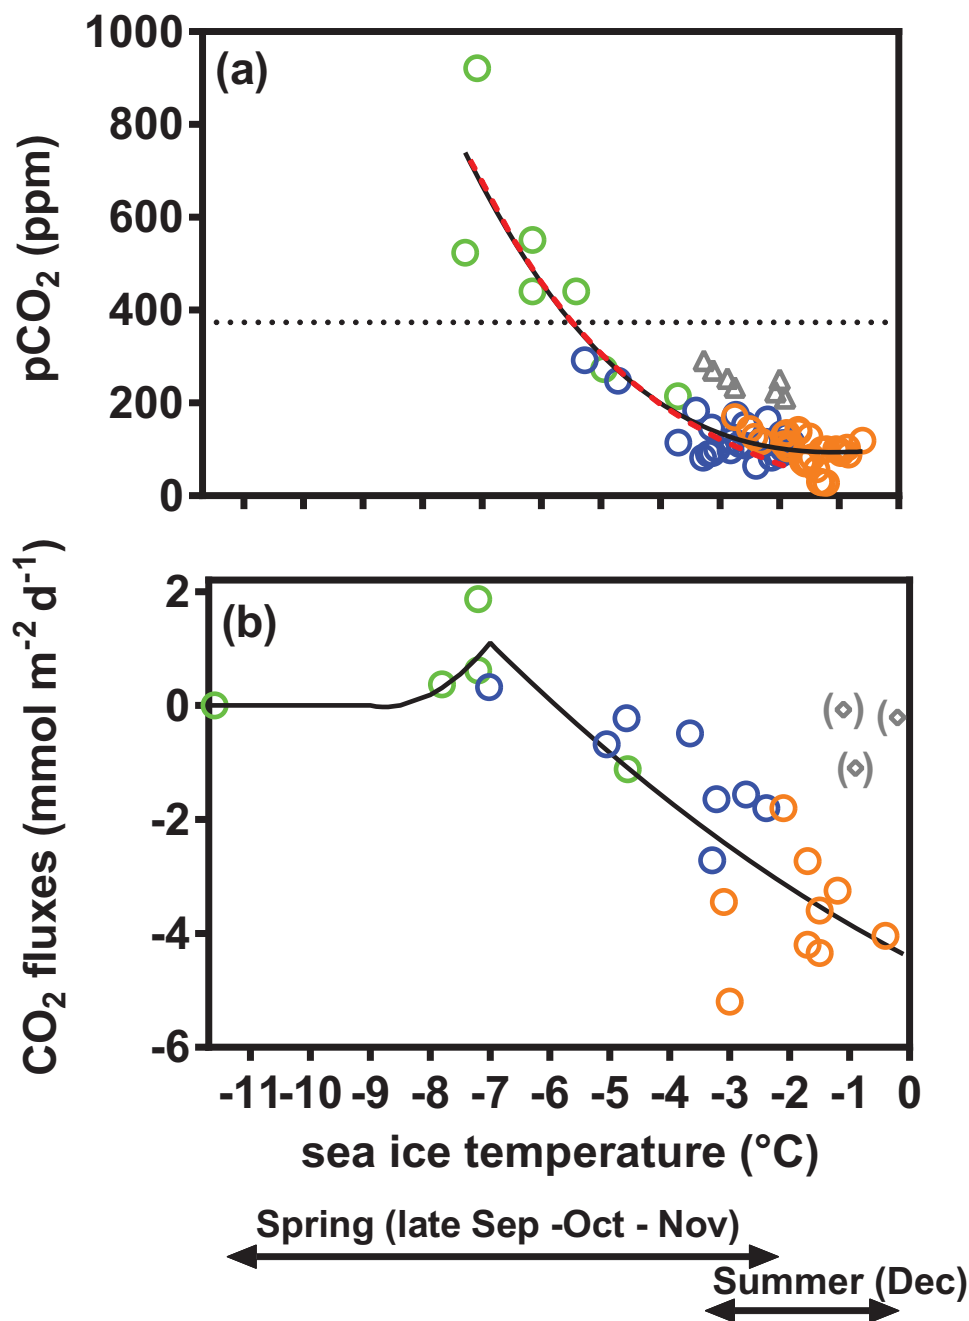 (a)
pCO₂ (ppm)
1000
800
600
400
200
0
(b)
CO₂ fluxes (mmol m⁻² d⁻¹)
2
0
-2
-4
-6
( )
( )
( )
-11 -10 -9 -8 -7 -6 -5 -4 -3 -2 -1 0
sea ice temperature (°C)
Spring (late Sep -Oct - Nov)
Summer (Dec)